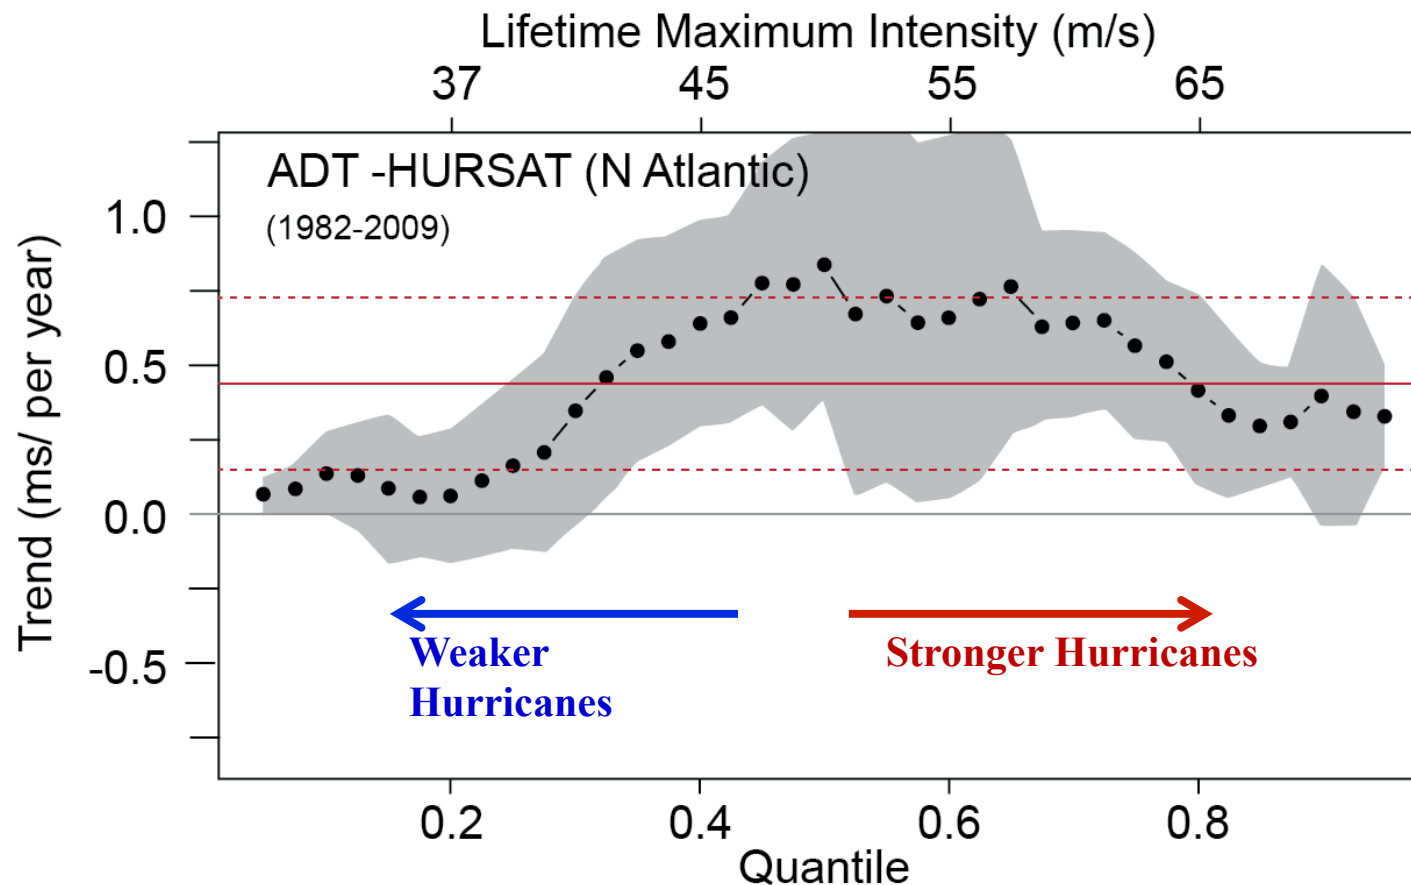 Lifetime Maximum Intensity (m/s)
37 45 55 65
ADT -HURSAT (N Atlantic)
(1982-2009)
Trend (ms/ per year)
1.0
0.5
0.0
-0.5
Weaker
Hurricanes
Stronger Hurricanes
0.2 0.4 0.6 0.8
Quantile